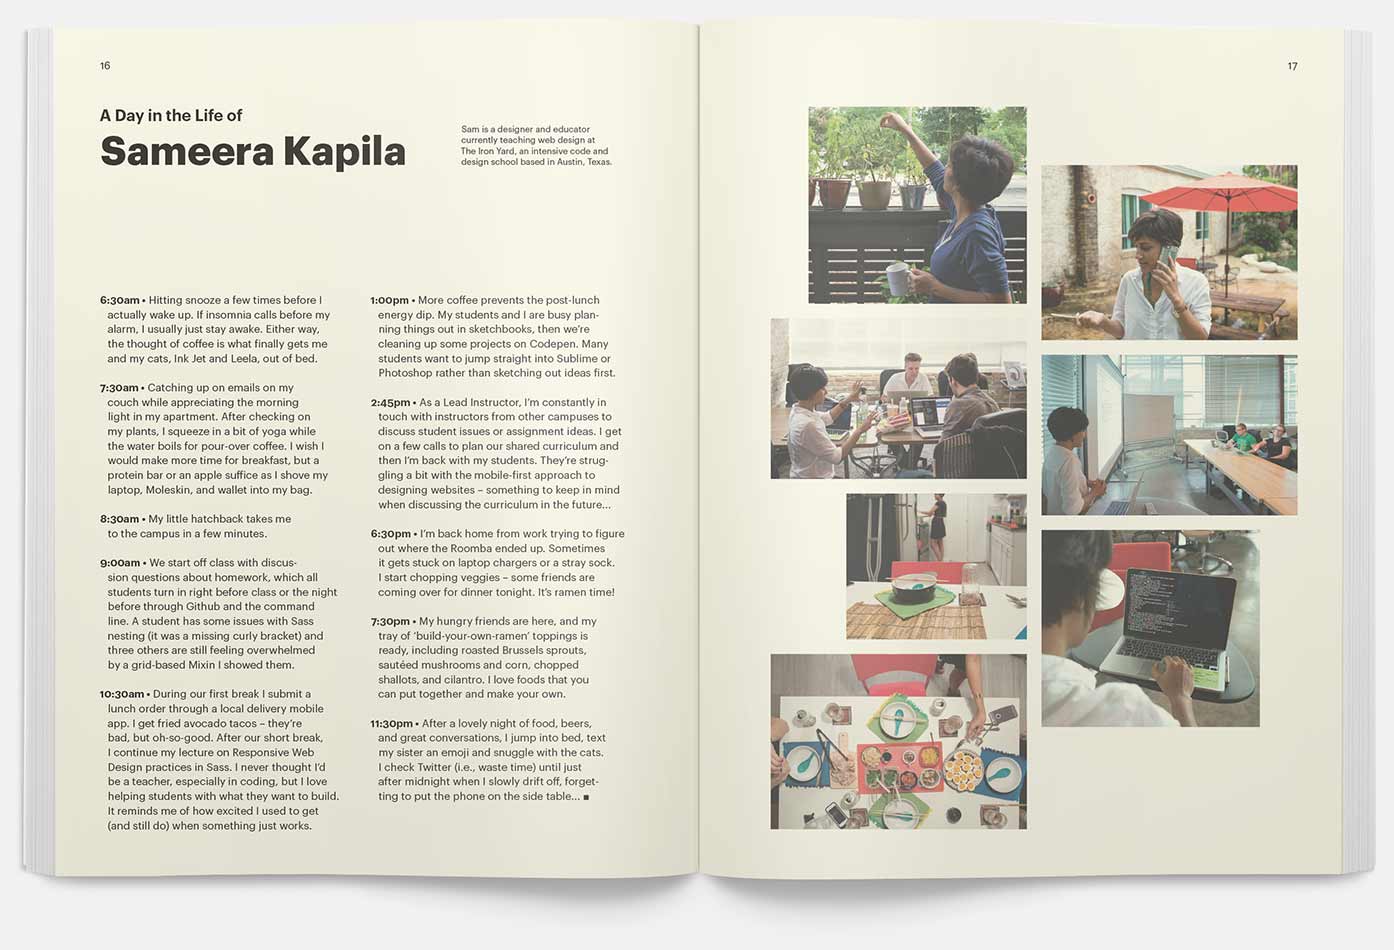 16
A Day in the Life of
Sameera Kapila
Sam is a designer and educator
currently teaching web design at
The Iron Yard, an intensive code and
design school based in Austin, Texas.
6:30am • Hitting snooze a few times before I
actually wake up. If insomnia calls before my
alarm, I usually just stay awake. Either way,
the thought of coffee is what finally gets me
and my cats, Ink Jet and Leela, out of bed.
7:30am • Catching up on emails on my
couch while appreciating the morning
light in my apartment. After checking on
my plants, I squeeze in a bit of yoga while
the water boils for pour-over coffee. I wish I
would make more time for breakfast, but a
protein bar or an apple suffice as I shove my
laptop, Moleskin, and wallet into my bag.
8:30am • My little hatchback takes me
to the campus in a few minutes.
9:00am • We start off class with discus-
sion questions about homework, which all
students turn in right before class or the night
before through Github and the command
line. A student has some issues with Sass
nesting (it was a missing curly bracket) and
three others are still feeling overwhelmed
by a grid-based Mixin I showed them.
10:30am • During our first break I submit a
lunch order through a local delivery mobile
app. I get fried avocado tacos – they're
bad, but oh-so-good. After our short break,
I continue my lecture on Responsive Web
Design practices in Sass. I never thought I'd
be a teacher, especially in coding, but I love
helping students with what they want to build.
It reminds me of how excited I used to get
(and still do) when something just works.
1:00pm • More coffee prevents the post-lunch
energy dip. My students and I are busy plan-
ning things out in sketchbooks, then we're
cleaning up some projects on Codepen. Many
students want to jump straight into Sublime or
Photoshop rather than sketching out ideas first.
2:45pm • As a Lead Instructor, I'm constantly in
touch with instructors from other campuses to
discuss student issues or assignment ideas. I get
on a few calls to plan our shared curriculum and
then I'm back with my students. They're strug-
gling a bit with the mobile-first approach to
designing websites – something to keep in mind
when discussing the curriculum in the future...
6:30pm • I'm back home from work trying to figure
out where the Roomba ended up. Sometimes
it gets stuck on laptop chargers or a stray sock.
I start chopping veggies – some friends are
coming over for dinner tonight. It's ramen time!
7:30pm • My hungry friends are here, and my
tray of 'build-your-own-ramen' toppings is
ready, including roasted Brussels sprouts,
sautéed mushrooms and corn, chopped
shallots, and cilantro. I love foods that you
can put together and make your own.
11:30pm • After a lovely night of food, beers,
and great conversations, I jump into bed, text
my sister an emoji and snuggle with the cats.
I check Twitter (i.e., waste time) until just
after midnight when I slowly drift off, forget-
ting to put the phone on the side table... ■
17